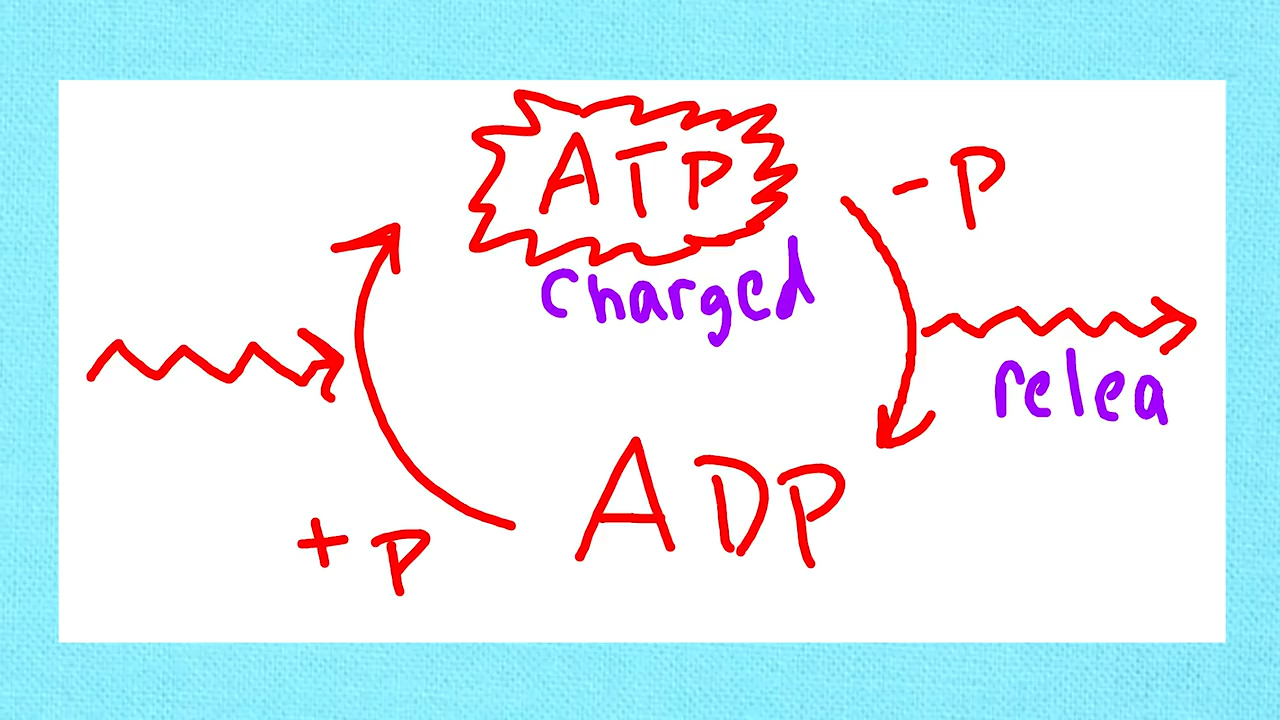 ATP
- P
charged
relea
ADP
+ P